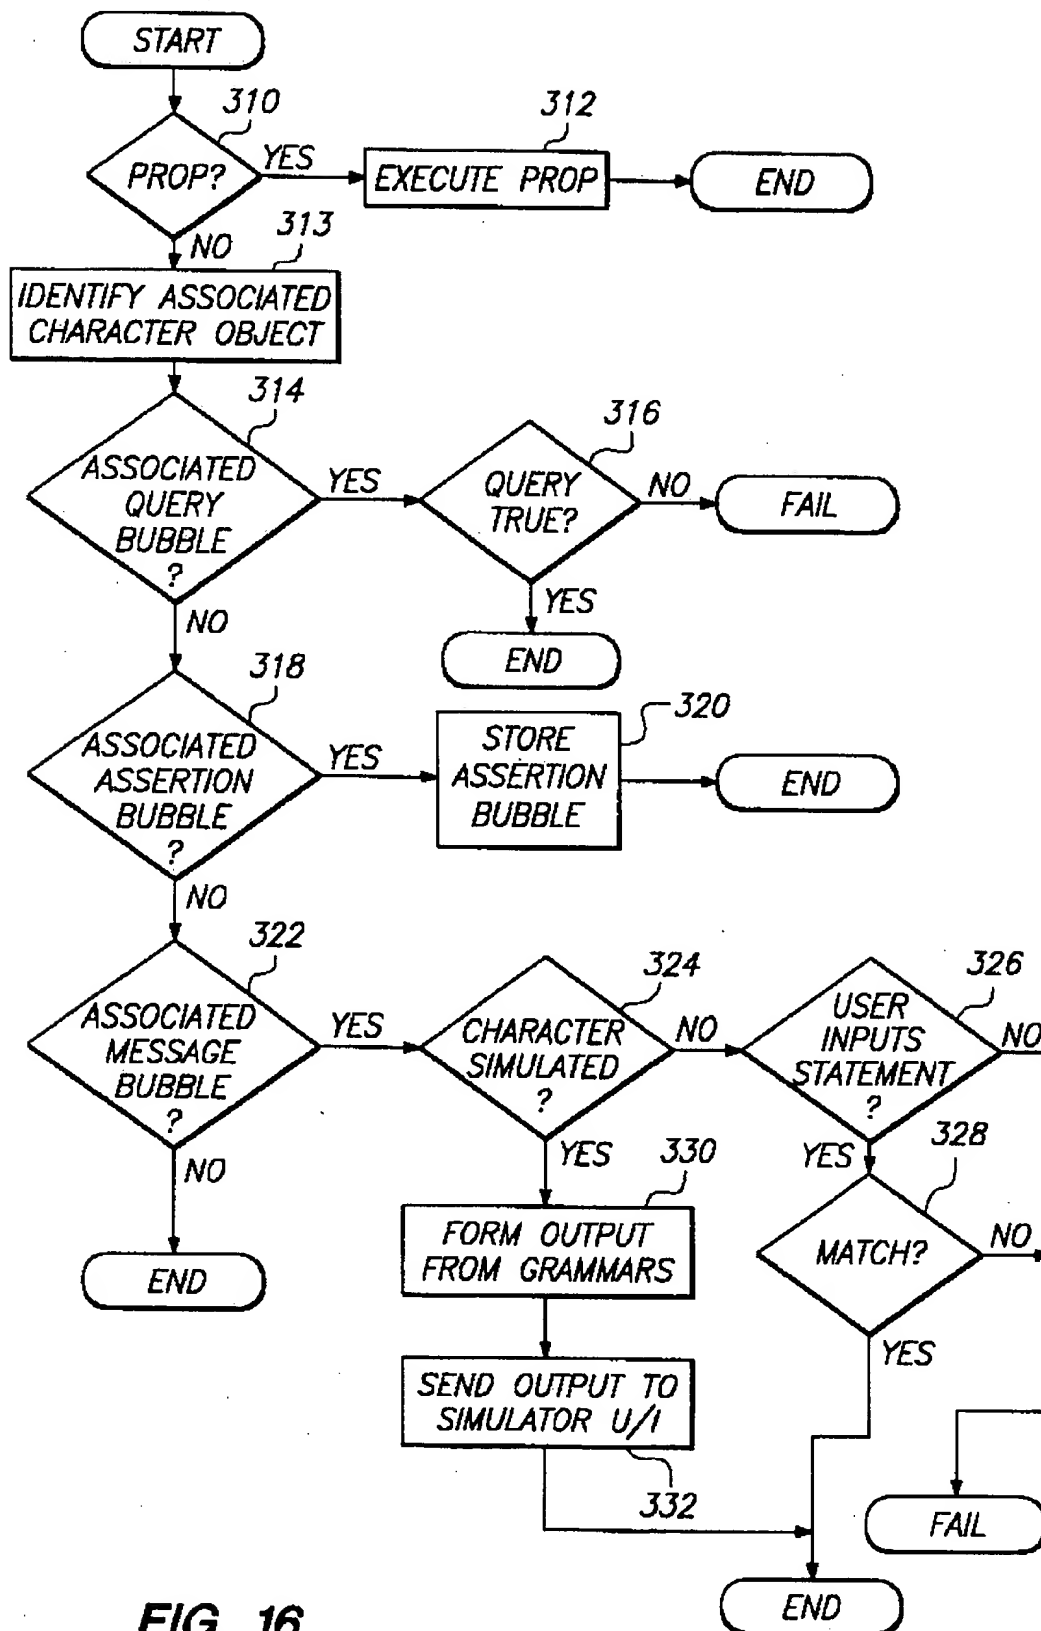 START
310
PROP?
YES
312
EXECUTE PROP
END
NO
313
IDENTIFY ASSOCIATED
CHARACTER OBJECT
314
ASSOCIATED
QUERY
BUBBLE
?
YES
316
QUERY
TRUE?
NO
FAIL
YES
END
NO
318
ASSOCIATED
ASSERTION
BUBBLE
?
YES
320
STORE
ASSERTION
BUBBLE
END
NO
322
ASSOCIATED
MESSAGE
BUBBLE
?
YES
324
CHARACTER
SIMULATED
?
NO
326
USER
INPUTS
STATEMENT
?
NO
NO
END
YES
330
FORM OUTPUT
FROM GRAMMARS
SEND OUTPUT TO
SIMULATOR U/I
332
YES
328
MATCH?
NO
YES
FAIL
END
FIG. 16